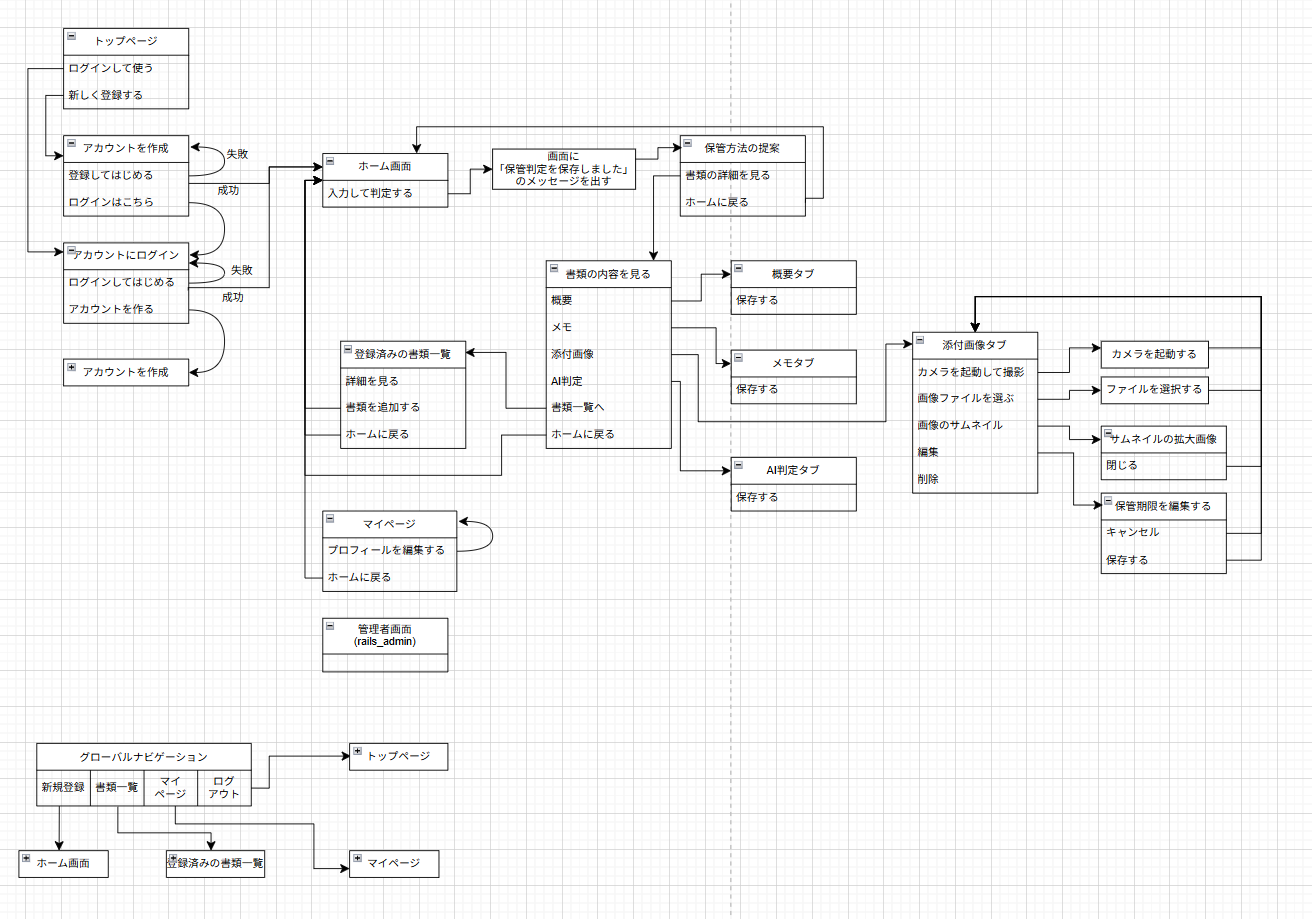 トップページ
ログインして使う
新しく登録する
アカウントを作成
登録してはじめる
ログインはこちら
失敗
成功
アカウントにログイン
ログインしてはじめる
アカウントを作る
失敗
成功
アカウントを作成
ホーム画面
入力して判定する
画面に
「保管判定を保存しました」
のメッセージを出す
保管方法の提案
書類の詳細を見る
ホームに戻る
書類の内容を見る
概要
メモ
添付画像
AI判定
書類一覧へ
ホームに戻る
概要タブ
保存する
メモタブ
保存する
AI判定タブ
保存する
登録済みの書類一覧
詳細を見る
書類を追加する
ホームに戻る
添付画像タブ
カメラを起動して撮影
画像ファイルを選ぶ
画像のサムネイル
編集
削除
カメラを起動する
ファイルを選択する
サムネイルの拡大画像
閉じる
保管期限を編集する
キャンセル
保存する
マイページ
プロフィールを編集する
ホームに戻る
管理者画面
(rails_admin)
グローバルナビゲーション
新規登録
書類一覧
マイ
ページ
ログ
アウト
トップページ
ホーム画面
登録済みの書類一覧
マイページ